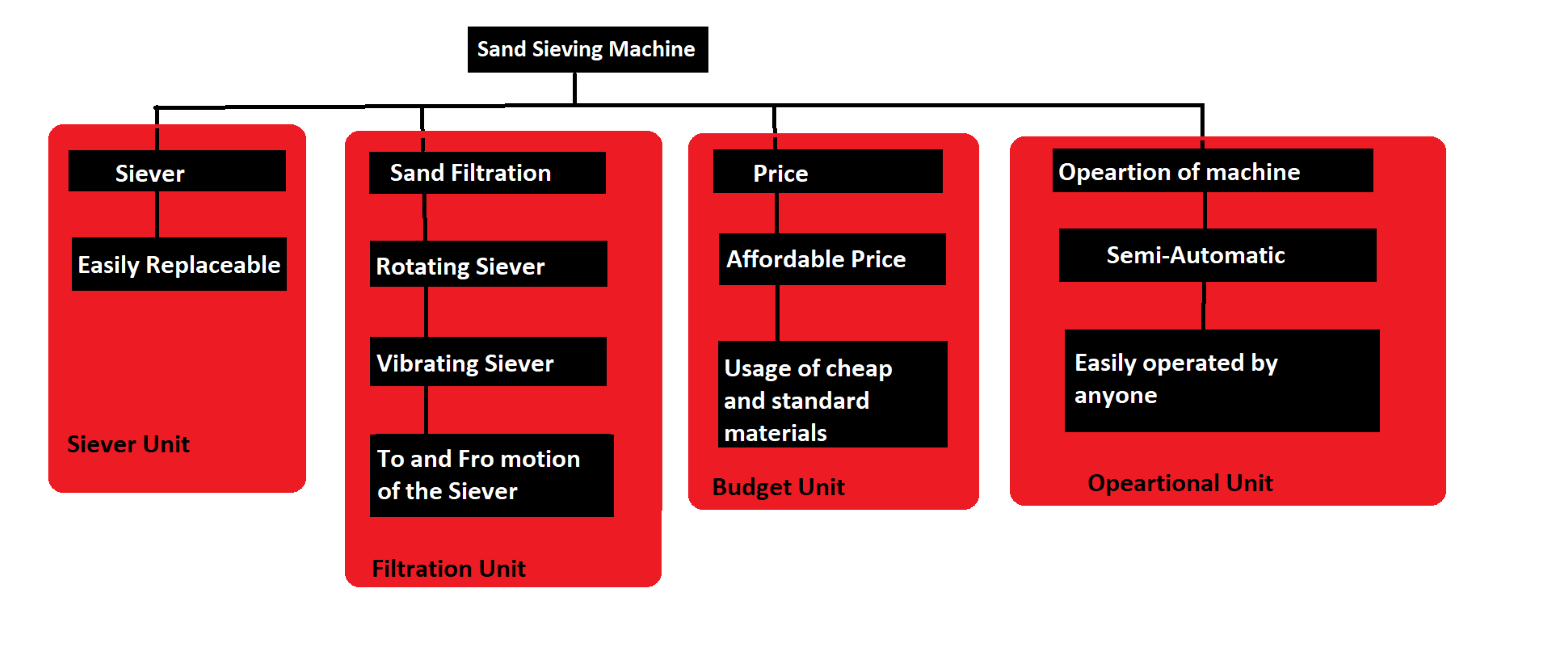 Sand Sieving Machine
Siever
Easily Replaceable
Siever Unit
Sand Filtration
Rotating Siever
Vibrating Siever
To and Fro motion
of the Siever
Filtration Unit
Price
Affordable Price
Usage of cheap
and standard
materials
Budget Unit
Opeartion of machine
Semi-Automatic
Easily operated by
anyone
Opeartional Unit